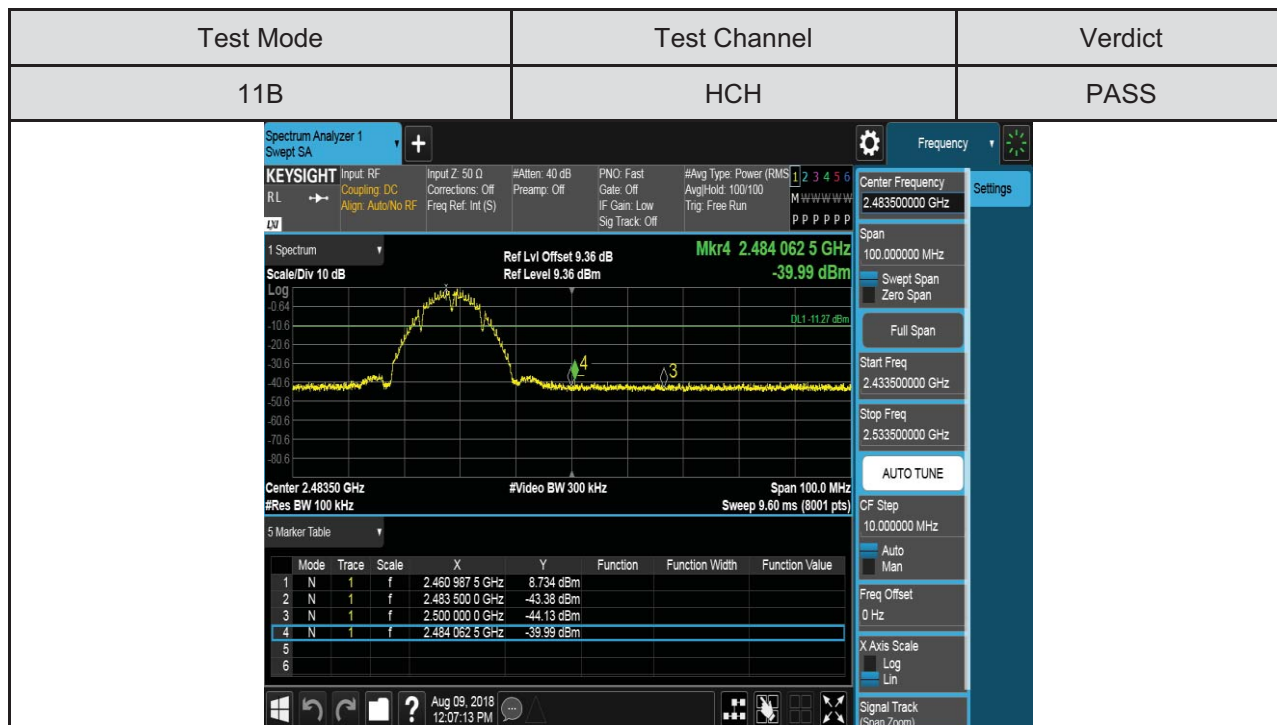 Test Mode Test Channel Verdict
11B HCH PASS
Spectrum Analyzer 1
Swept SA
+
Frequency
KEYSIGHT
RL
LXI
Input: RF
Coupling: DC
Align: Auto/No RF
Input Z: 50 Ω
Corrections: Off
Freq Ref: Int (S)
#Atten: 40 dB
Preamp: Off
PNO: Fast
Gate: Off
IF Gain: Low
Sig Track: Off
#Avg Type: Power (RMS
Avg|Hold: 100/100
Trig: Free Run
1 2 3 4 5 6
M W W W W W
P P P P P P
1 Spectrum
Scale/Div 10 dB
Ref Lvl Offset 9.36 dB
Ref Level 9.36 dBm
Mkr4 2.484 062 5 GHz
-39.99 dBm
Log
-0.64
-10.6
-20.6
-30.6
-40.6
-50.6
-60.6
-70.6
-80.6
DL1 -11.27 dBm
4
3
Center 2.48350 GHz
#Res BW 100 kHz
#Video BW 300 kHz
Span 100.0 MHz
Sweep 9.60 ms (8001 pts)
5 Marker Table
Mode Trace Scale X Y Function Function Width Function Value
1 N 1 f 2.460 987 5 GHz 8.734 dBm
2 N 1 f 2.483 500 0 GHz -43.38 dBm
3 N 1 f 2.500 000 0 GHz -44.13 dBm
4 N 1 f 2.484 062 5 GHz -39.99 dBm
5
6
?
Aug 09, 2018
12:07:13 PM
Center Frequency
2.483500000 GHz
Settings
Span
100.000000 MHz
Swept Span
Zero Span
Full Span
Start Freq
2.433500000 GHz
Stop Freq
2.533500000 GHz
AUTO TUNE
CF Step
10.000000 MHz
Auto
Man
Freq Offset
0 Hz
X Axis Scale
Log
Lin
Signal Track
(Span Zoom)